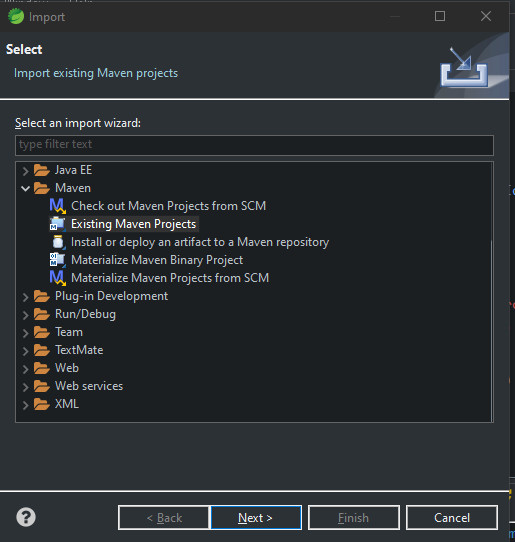 Import
Select
Import existing Maven projects
Select an import wizard:
type filter text
Java EE
Maven
Check out Maven Projects from SCM
Existing Maven Projects
Install or deploy an artifact to a Maven repository
Materialize Maven Binary Project
Materialize Maven Projects from SCM
Plug-in Development
Run/Debug
Team
TextMate
Web
Web services
XML
< Back
Next >
Finish
Cancel